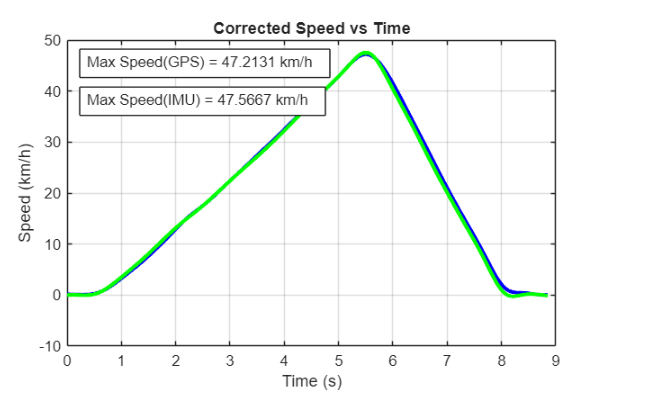 Corrected Speed vs Time
50
Max Speed(GPS) = 47.2131 km/h
40
Max Speed(IMU) = 47.5667 km/h
30
Speed (km/h)
20
10
0
-10
0 1 2 3 4 5 6 7 8 9
Time (s)